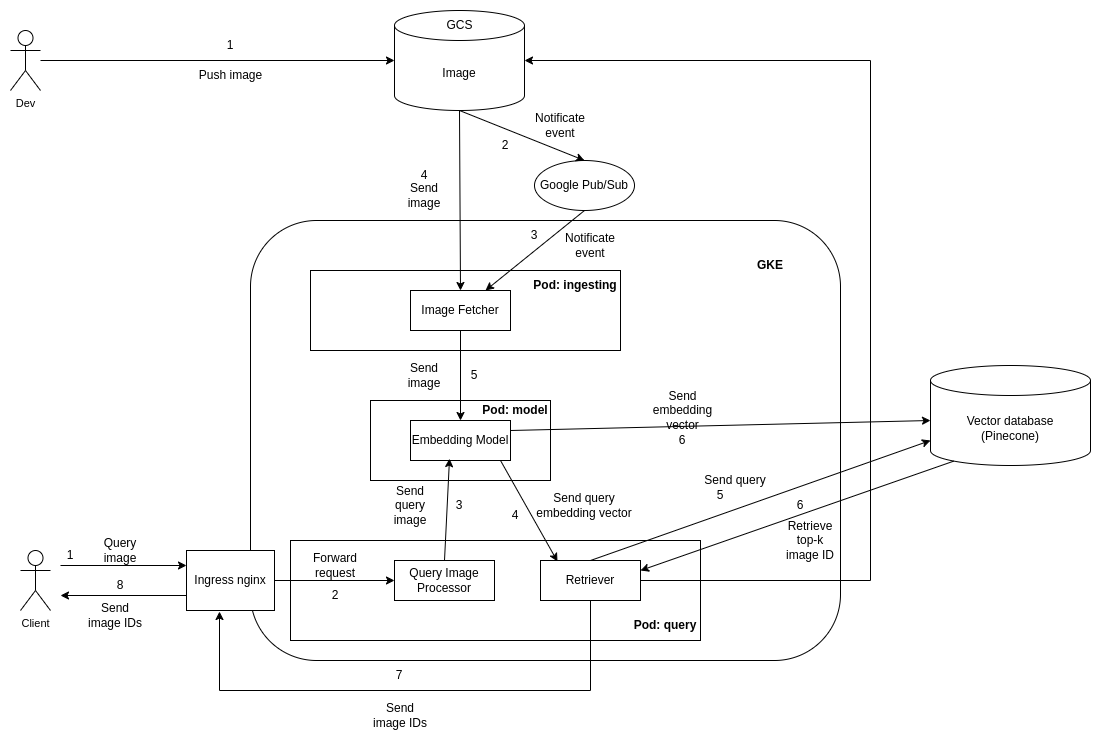 GCS
Image
1
Push image
Dev
Notificate
event
2
Google Pub/Sub
4
Send
image
3
Notificate
event
GKE
Pod: ingesting
Image Fetcher
Send
image
5
Pod: model
Embedding Model
Send
embedding
vector
6
Vector database
(Pinecone)
Send query
5
6
Retrieve
top-k
image ID
Send
query
image
3
4
Send query
embedding vector
1
Query
image
8
Send
image IDs
Client
Ingress nginx
Forward
request
2
Query Image
Processor
Retriever
Pod: query
7
Send
image IDs